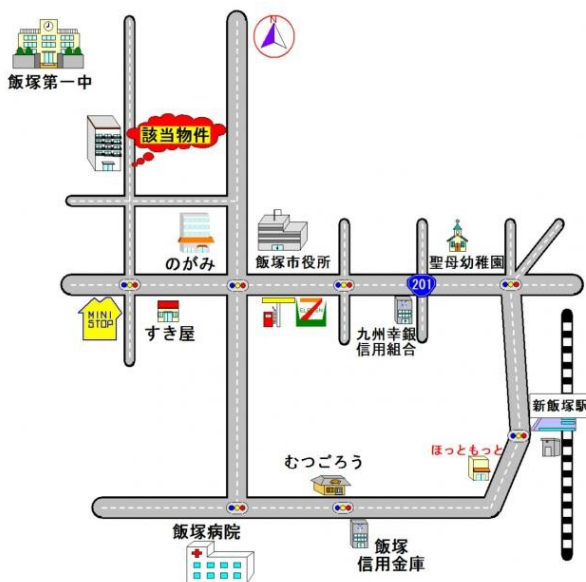 N
飯塚第一中
該当物件
のがみ
飯塚市役所
聖母幼稚園
201
MINI
STOP
すき屋
7
ELEVEN
九州幸銀
信用組合
新飯塚駅
ほっともっと
むつごろう
飯塚病院
飯塚
信用金庫